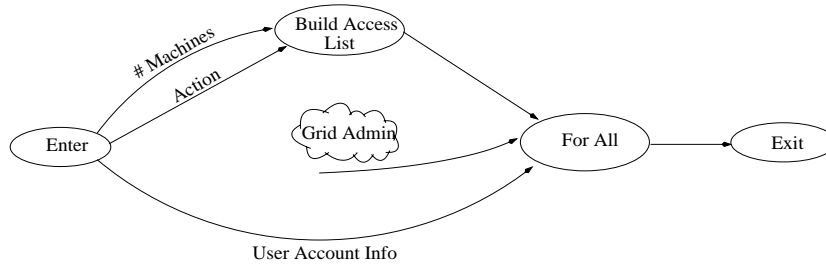 Build Access
List
# Machines
Action
Grid Admin
Enter
For All
Exit
User Account Info